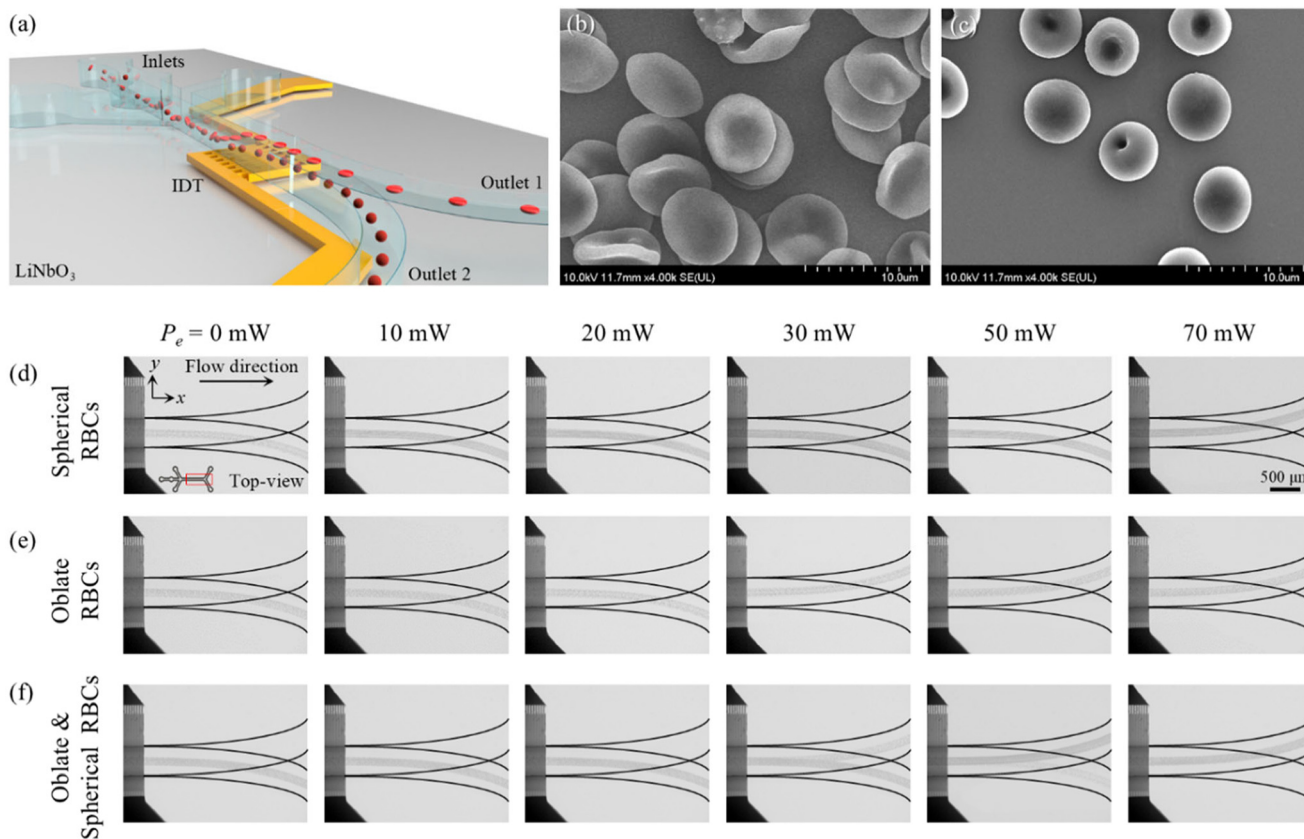 (a)
Inlets
IDT
Outlet 1
Outlet 2
LiNbO₃
(b)
10.0kV 11.7mm x4.00k SE(UL)
10.0um
(c)
10.0kV 11.7mm x4.00k SE(UL)
10.0um
Pₑ = 0 mW 10 mW 20 mW 30 mW 50 mW 70 mW
(d)
Spherical
RBCs
y
x
Flow direction
Top-view
500 μm
(e)
Oblate
RBCs
(f)
Oblate &
Spherical RBCs